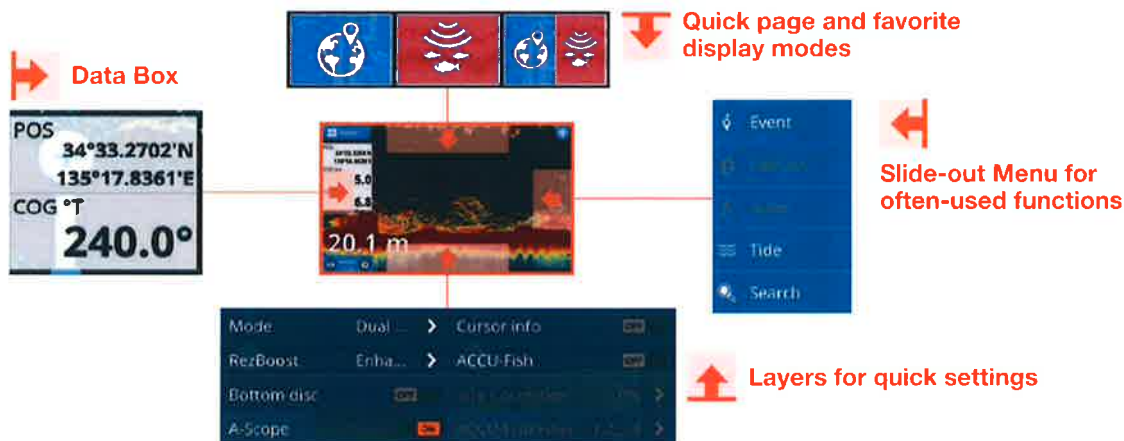 Quick page and favorite
display modes
Data Box
POS
34°33.2702'N
135°17.8361'E
COG °T
240.0°
5.0
6.8
20.1 m
Event
Tide
Search
Slide-out Menu for
often-used functions
Mode Dual ... Cursor info OFF
RezBoost Enha... ACCU-Fish OFF
Bottom disc OFF
A-Scope ON
Layers for quick settings